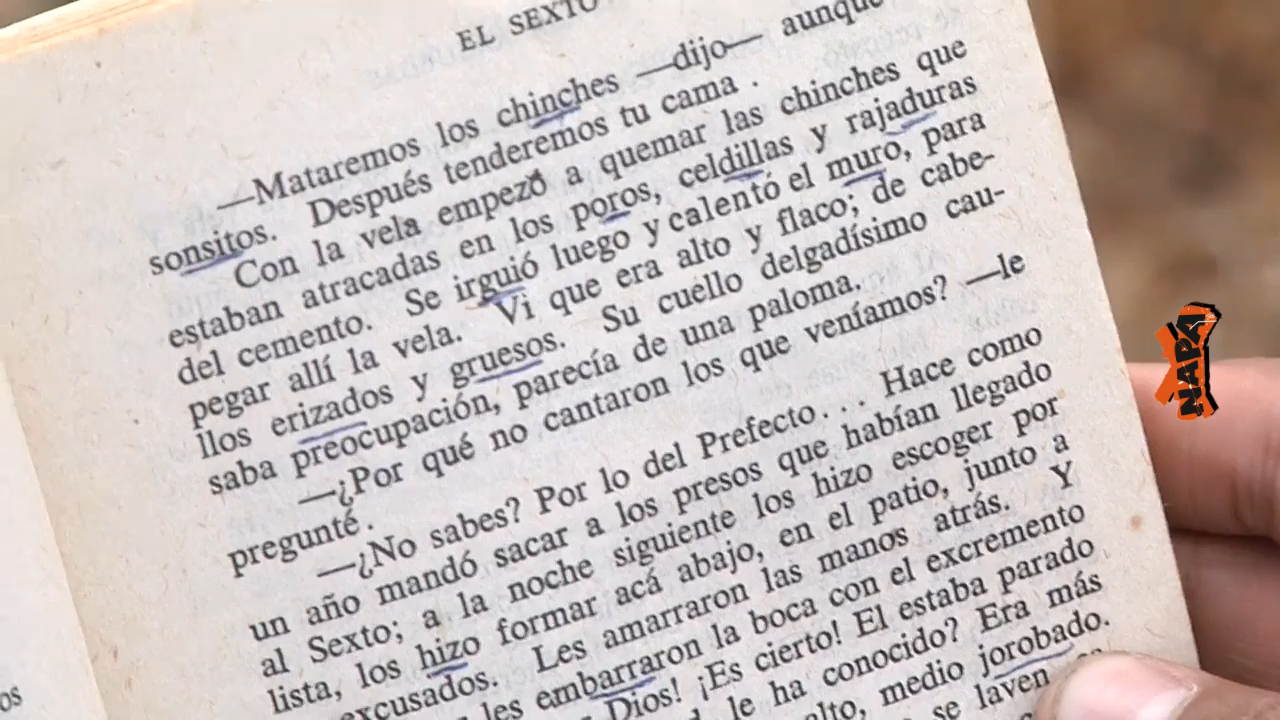 EL SEXTO
—Mataremos los chinches —dijo— aunque
sonsitos. Después tenderemos tu cama .
Con la vela empezó a quemar las chinches que
estaban atracadas en los poros, celdillas y rajaduras
del cemento. Se irguió luego y calentó el muro, para
pegar allí la vela. Vi que era alto y flaco; de cabe-
llos erizados y gruesos. Su cuello delgadísimo cau-
saba preocupación, parecía de una paloma.
—¿Por qué no cantaron los que veníamos? —le
pregunté.
—¿No sabes? Por lo del Prefecto... Hace como
un año mandó sacar a los presos que habían llegado
al Sexto; a la noche siguiente los hizo escoger por
lista, los hizo formar acá abajo, en el patio, junto a
excusados. Les amarraron las manos atrás. Y
les embarraron la boca con el excremento
Dios! ¡Es cierto! El estaba parado
le ha conocido? Era más
alto, medio jorobado.
se laven
os
NAPA